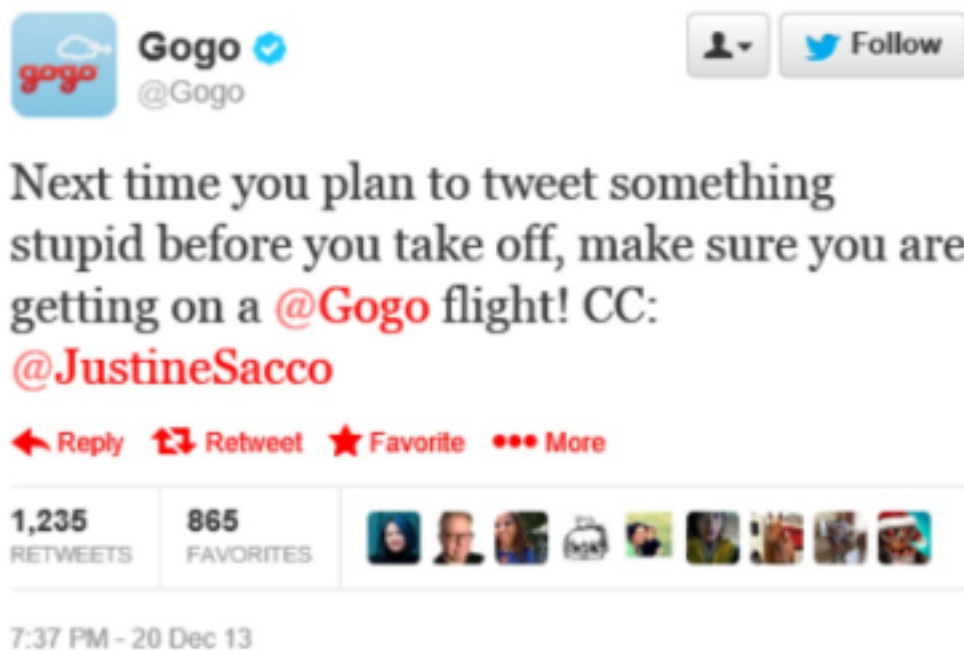 Gogo
@Gogo
gogo
Follow
Next time you plan to tweet something
stupid before you take off, make sure you are
getting on a @Gogo flight! CC:
@JustineSacco
Reply Retweet Favorite More
1,235 865
RETWEETS FAVORITES
7:37 PM - 20 Dec 13